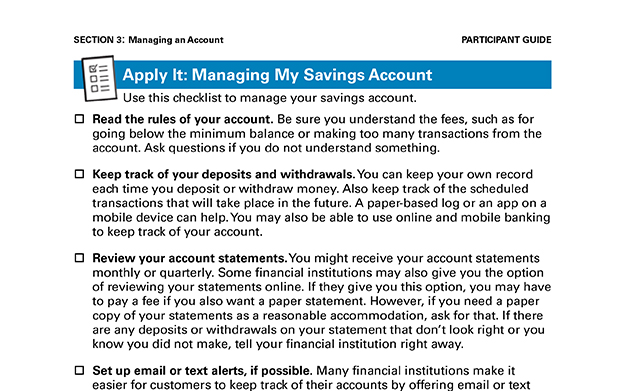 SECTION 3: Managing an Account PARTICIPANT GUIDE
Apply It: Managing My Savings Account
Use this checklist to manage your savings account.
Read the rules of your account. Be sure you understand the fees, such as for
going below the minimum balance or making too many transactions from the
account. Ask questions if you do not understand something.
Keep track of your deposits and withdrawals. You can keep your own record
each time you deposit or withdraw money. Also keep track of the scheduled
transactions that will take place in the future. A paper-based log or an app on a
mobile device can help. You may also be able to use online and mobile banking
to keep track of your account.
Review your account statements. You might receive your account statements
monthly or quarterly. Some financial institutions may also give you the option
of reviewing your statements online. If they give you this option, you may have
to pay a fee if you also want a paper statement. However, if you need a paper
copy of your statements as a reasonable accommodation, ask for that. If there
are any deposits or withdrawals on your statement that don't look right or you
know you did not make, tell your financial institution right away.
Set up email or text alerts, if possible. Many financial institutions make it
easier for customers to keep track of their accounts by offering email or text